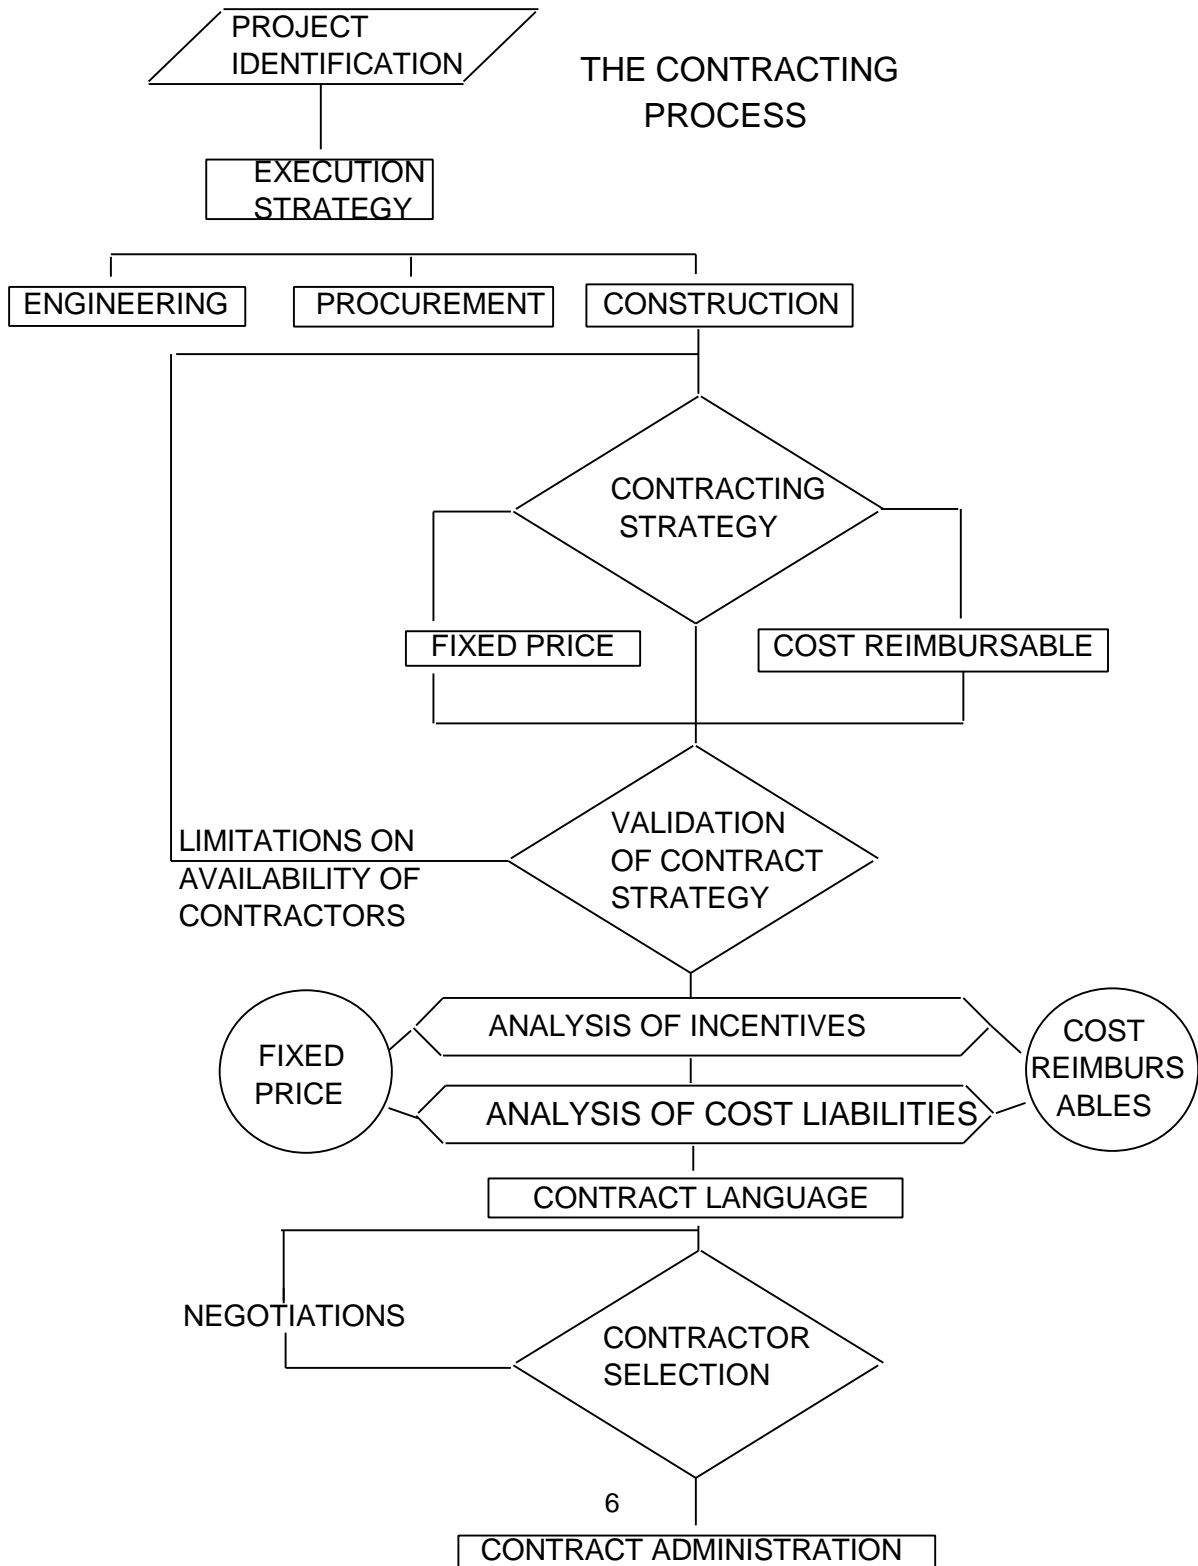 PROJECT
IDENTIFICATION
THE CONTRACTING
PROCESS
EXECUTION
STRATEGY
ENGINEERING
PROCUREMENT
CONSTRUCTION
CONTRACTING
STRATEGY
FIXED PRICE
COST REIMBURSABLE
VALIDATION
OF CONTRACT
STRATEGY
LIMITATIONS ON
AVAILABILITY OF
CONTRACTORS
ANALYSIS OF INCENTIVES
FIXED
PRICE
COST
REIMBURS
ABLES
ANALYSIS OF COST LIABILITIES
CONTRACT LANGUAGE
NEGOTIATIONS
CONTRACTOR
SELECTION
6
CONTRACT ADMINISTRATION